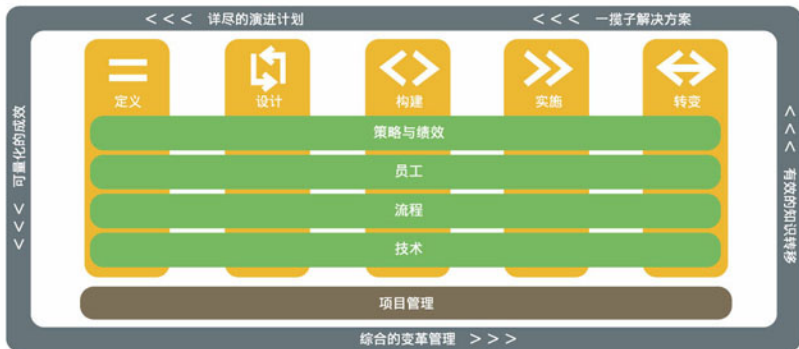 <<< 详尽的演进计划
<<< 一揽子解决方案
定义
设计
构建
实施
转变
策略与绩效
员工
流程
技术
项目管理
<<< 可量化的成效
<<< 有效的知识转移
综合的变革管理 >>>